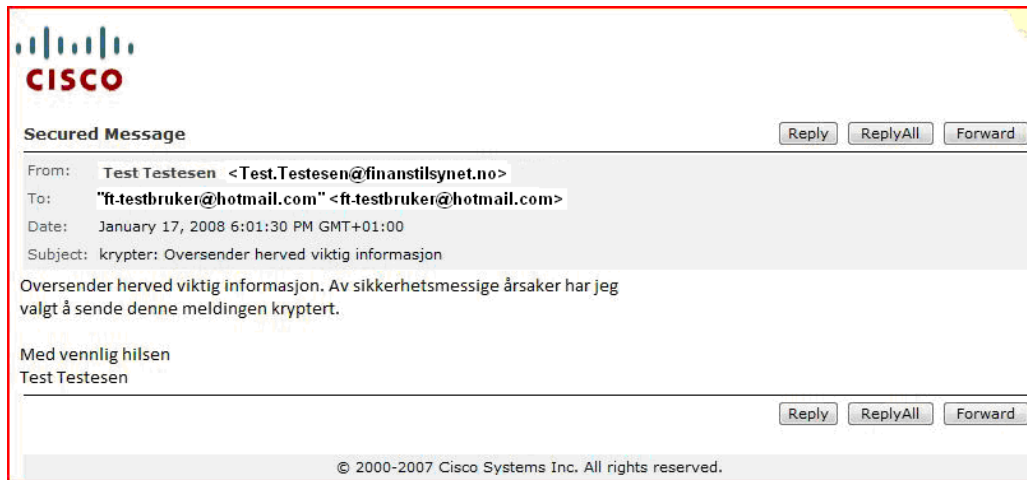 CISCO
Secured Message Reply ReplyAll Forward
From: Test Testesen <Test.Testesen@finanstilsynet.no>
To: "ft-testbruker@hotmail.com" <ft-testbruker@hotmail.com>
Date: January 17, 2008 6:01:30 PM GMT+01:00
Subject: krypter: Oversender herved viktig informasjon
Oversender herved viktig informasjon. Av sikkerhetsmessige årsaker har jeg
valgt å sende denne meldingen kryptert.
Med vennlig hilsen
Test Testesen
Reply ReplyAll Forward
© 2000-2007 Cisco Systems Inc. All rights reserved.